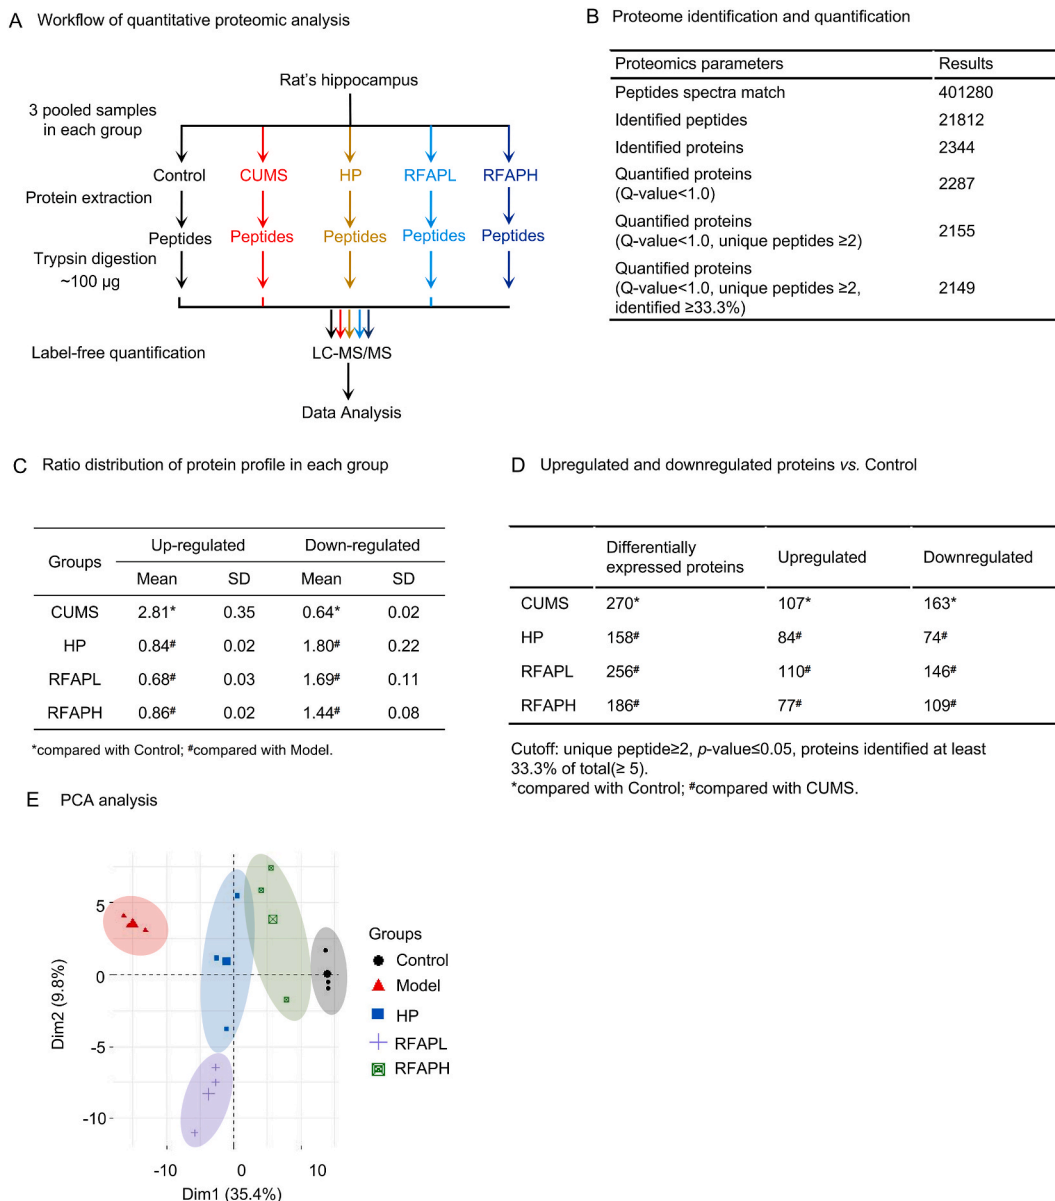 A Workflow of quantitative proteomic analysis
Rat's hippocampus
3 pooled samples
in each group
Control CUMS HP RFAPL RFAPH
Protein extraction
Peptides Peptides Peptides Peptides Peptides
Trypsin digestion
~100 µg
Label-free quantification LC-MS/MS
Data Analysis
B Proteome identification and quantification
Proteomics parameters Results
Peptides spectra match 401280
Identified peptides 21812
Identified proteins 2344
Quantified proteins
(Q-value<1.0) 2287
Quantified proteins
(Q-value<1.0, unique peptides ≥2) 2155
Quantified proteins
(Q-value<1.0, unique peptides ≥2,
identified ≥33.3%) 2149
C Ratio distribution of protein profile in each group
Groups Up-regulated Down-regulated
Mean SD Mean SD
CUMS 2.81* 0.35 0.64* 0.02
HP 0.84# 0.02 1.80# 0.22
RFAPL 0.68# 0.03 1.69# 0.11
RFAPH 0.86# 0.02 1.44# 0.08
*compared with Control; #compared with Model.
D Upregulated and downregulated proteins vs. Control
Differentially
expressed proteins Upregulated Downregulated
CUMS 270* 107* 163*
HP 158# 84# 74#
RFAPL 256# 110# 146#
RFAPH 186# 77# 109#
Cutoff: unique peptide≥2, p-value≤0.05, proteins identified at least
33.3% of total(≥ 5).
*compared with Control; #compared with CUMS.
E PCA analysis
5
0
-5
-10
Dim2 (9.8%)
-10 0 10
Dim1 (35.4%)
Groups
Control
Model
HP
RFAPL
RFAPH